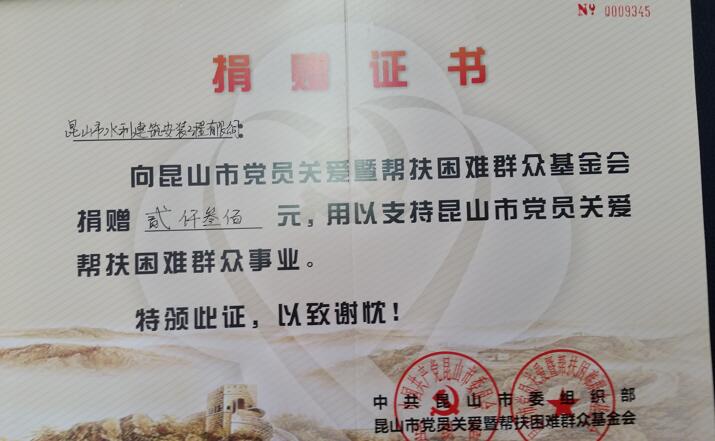 Nº 0009345
捐赠证书
昆山市水利建筑安装工程有限公司:
向昆山市党员关爱暨帮扶困难群众基金会
捐赠 贰仟叁佰 元，用以支持昆山市党员关爱
帮扶困难群众事业。
特颁此证，以致谢忱！
中共昆山市委组织部
昆山市党员关爱暨帮扶困难群众基金会